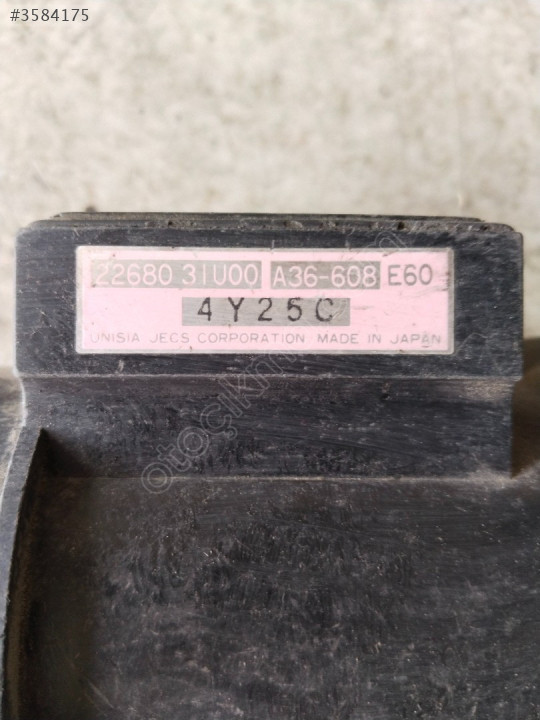 #3584175
22680 31U00 A36-608 E60
4Y25C
UNISIA JECS CORPORATION MADE IN JAPAN